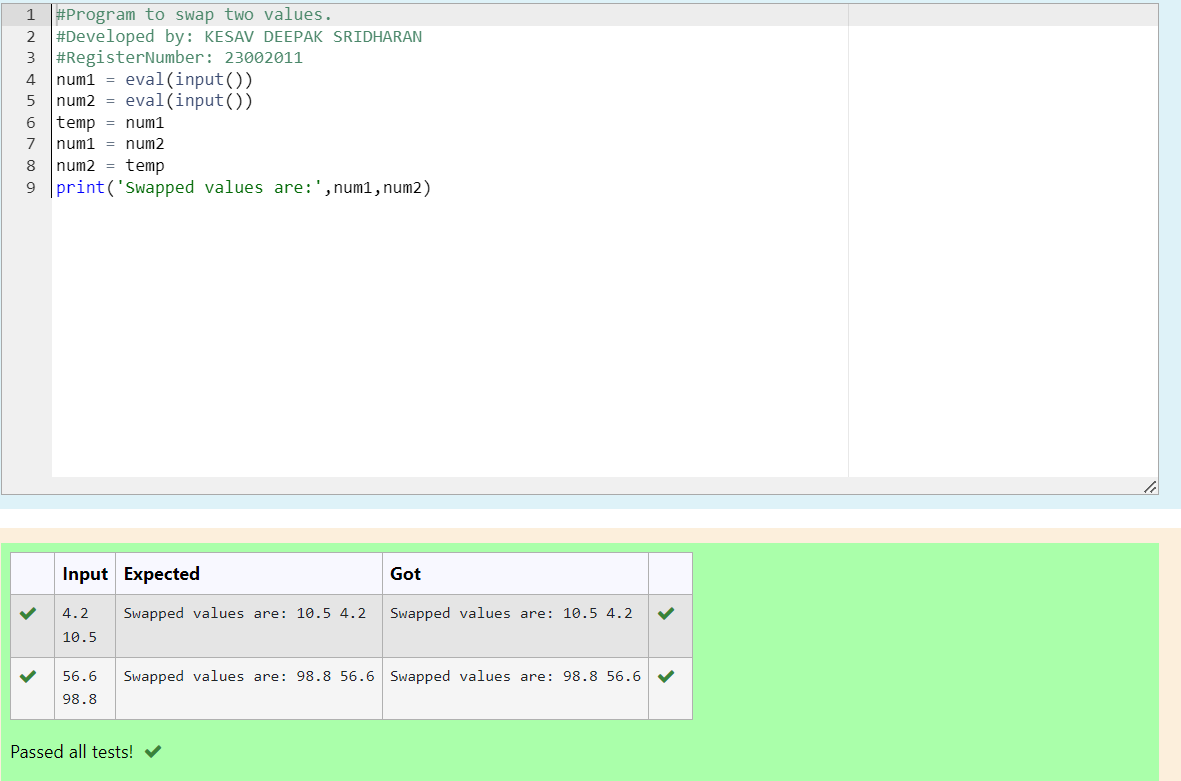 1 #Program to swap two values.
2 #Developed by: KESAV DEEPAK SRIDHARAN
3 #RegisterNumber: 23002011
4 num1 = eval(input())
5 num2 = eval(input())
6 temp = num1
7 num1 = num2
8 num2 = temp
9 print('Swapped values are:',num1,num2)
Input Expected Got
4.2 Swapped values are: 10.5 4.2 Swapped values are: 10.5 4.2
10.5
56.6 Swapped values are: 98.8 56.6 Swapped values are: 98.8 56.6
98.8
Passed all tests!